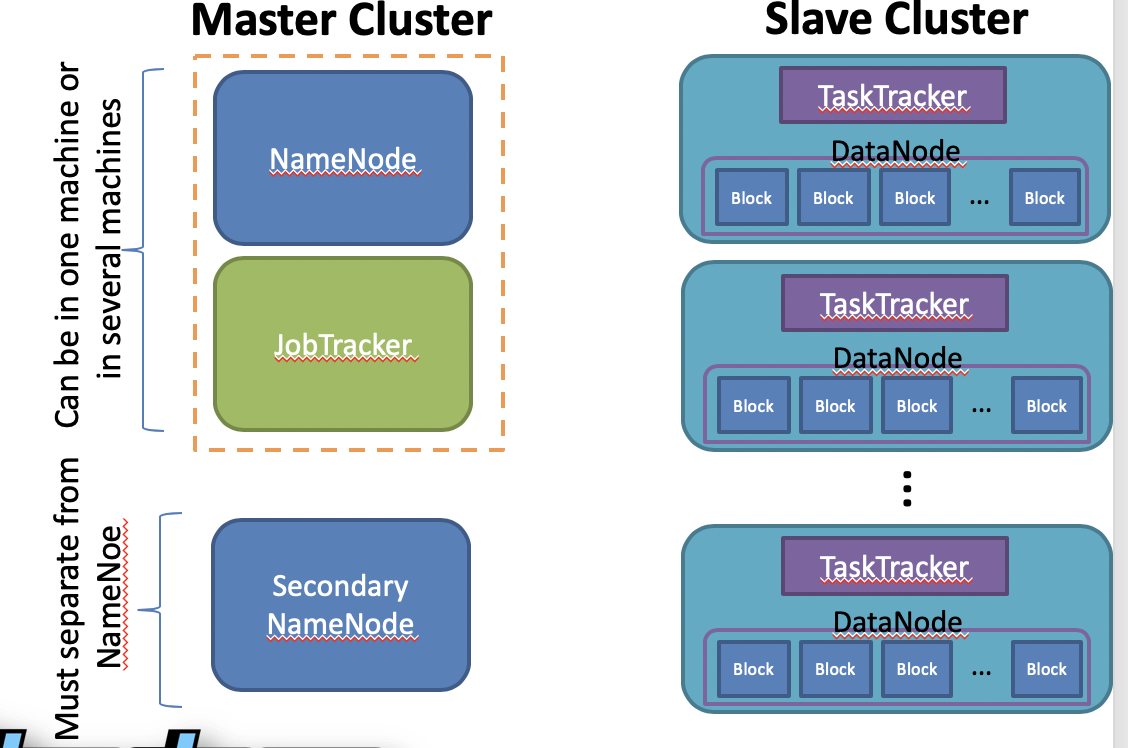 Master Cluster
Slave Cluster
Can be in one machine or
in several machines
NameNode
JobTracker
Must separate from
NameNoe
Secondary
NameNode
TaskTracker
DataNode
Block Block Block ... Block
TaskTracker
DataNode
Block Block Block ... Block
TaskTracker
DataNode
Block Block Block ... Block